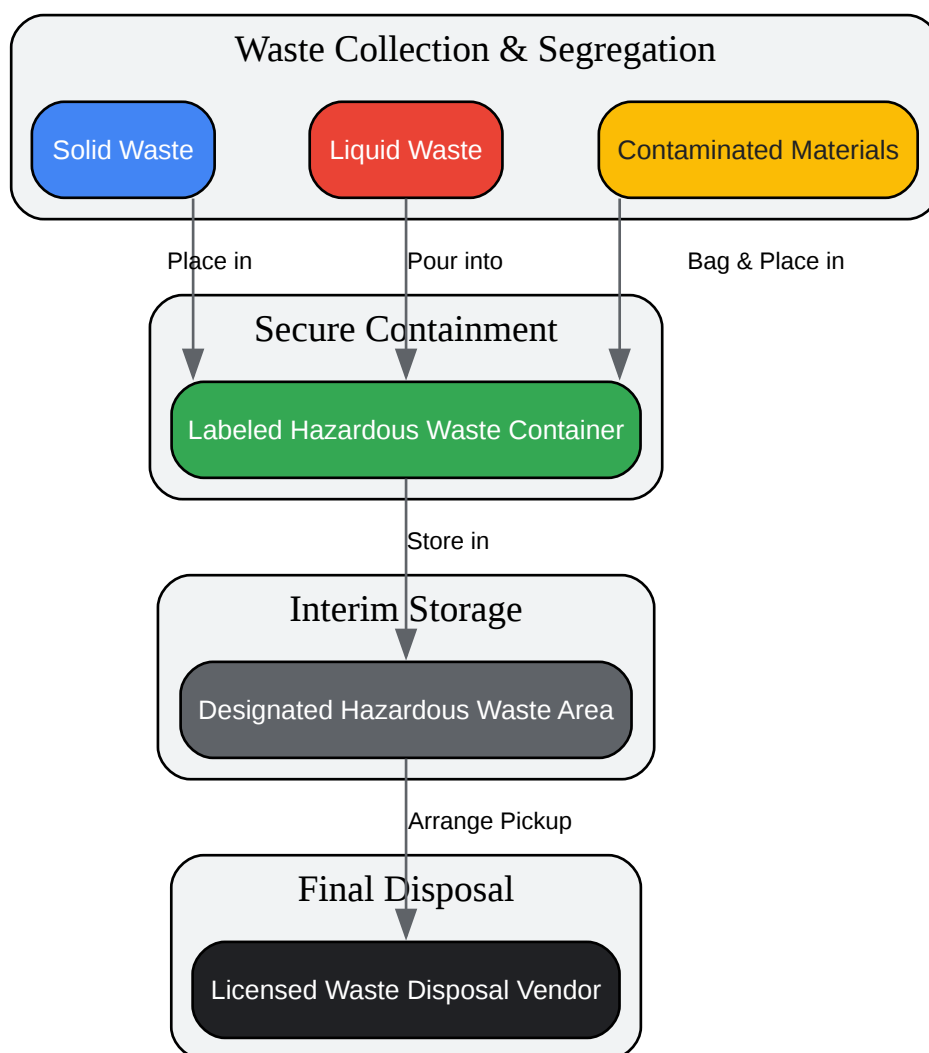 Waste Collection & Segregation
Solid Waste
Liquid Waste
Contaminated Materials
Place in
Pour into
Bag & Place in
Secure Containment
Labeled Hazardous Waste Container
Store in
Interim Storage
Designated Hazardous Waste Area
Arrange Pickup
Final Disposal
Licensed Waste Disposal Vendor